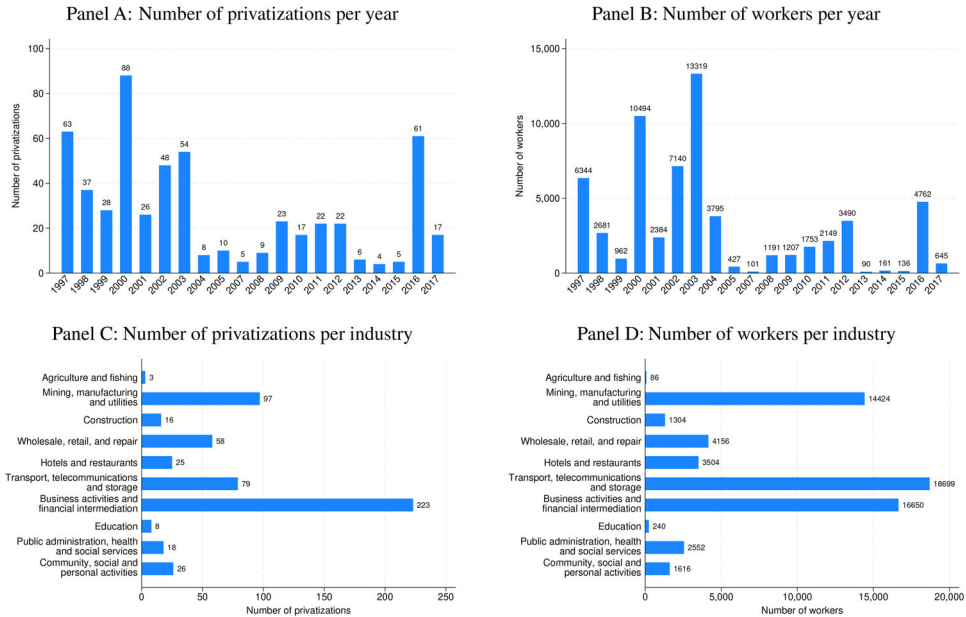 Panel A: Number of privatizations per year
Number of privatizations
100
80
60
40
20
0
63
37
28
88
26
48
54
8
10
5
9
23
17
22
22
6
4
5
61
17
1997
1998
1999
2000
2001
2002
2003
2004
2005
2007
2008
2009
2010
2011
2012
2013
2014
2015
2016
2017
Panel B: Number of workers per year
Number of workers
15,000
10,000
5,000
0
6344
2681
962
10494
2384
7140
13319
3795
427
101
1191
1207
1753
2149
3490
90
161
136
4762
645
1997
1998
1999
2000
2001
2002
2003
2004
2005
2007
2008
2009
2010
2011
2012
2013
2014
2015
2016
2017
Panel C: Number of privatizations per industry
Agriculture and fishing 3
Mining, manufacturing
and utilities 97
Construction 16
Wholesale, retail, and repair 58
Hotels and restaurants 25
Transport, telecommunications
and storage 79
Business activities and
financial intermediation 223
Education 8
Public administration, health
and social services 18
Community, social and
personal activities 26
0 50 100 150 200 250
Number of privatizations
Panel D: Number of workers per industry
Agriculture and fishing 86
Mining, manufacturing
and utilities 14424
Construction 1304
Wholesale, retail, and repair 4156
Hotels and restaurants 3504
Transport, telecommunications
and storage 18699
Business activities and
financial intermediation 16650
Education 240
Public administration, health
and social services 2552
Community, social and
personal activities 1616
0 5,000 10,000 15,000 20,000
Number of workers